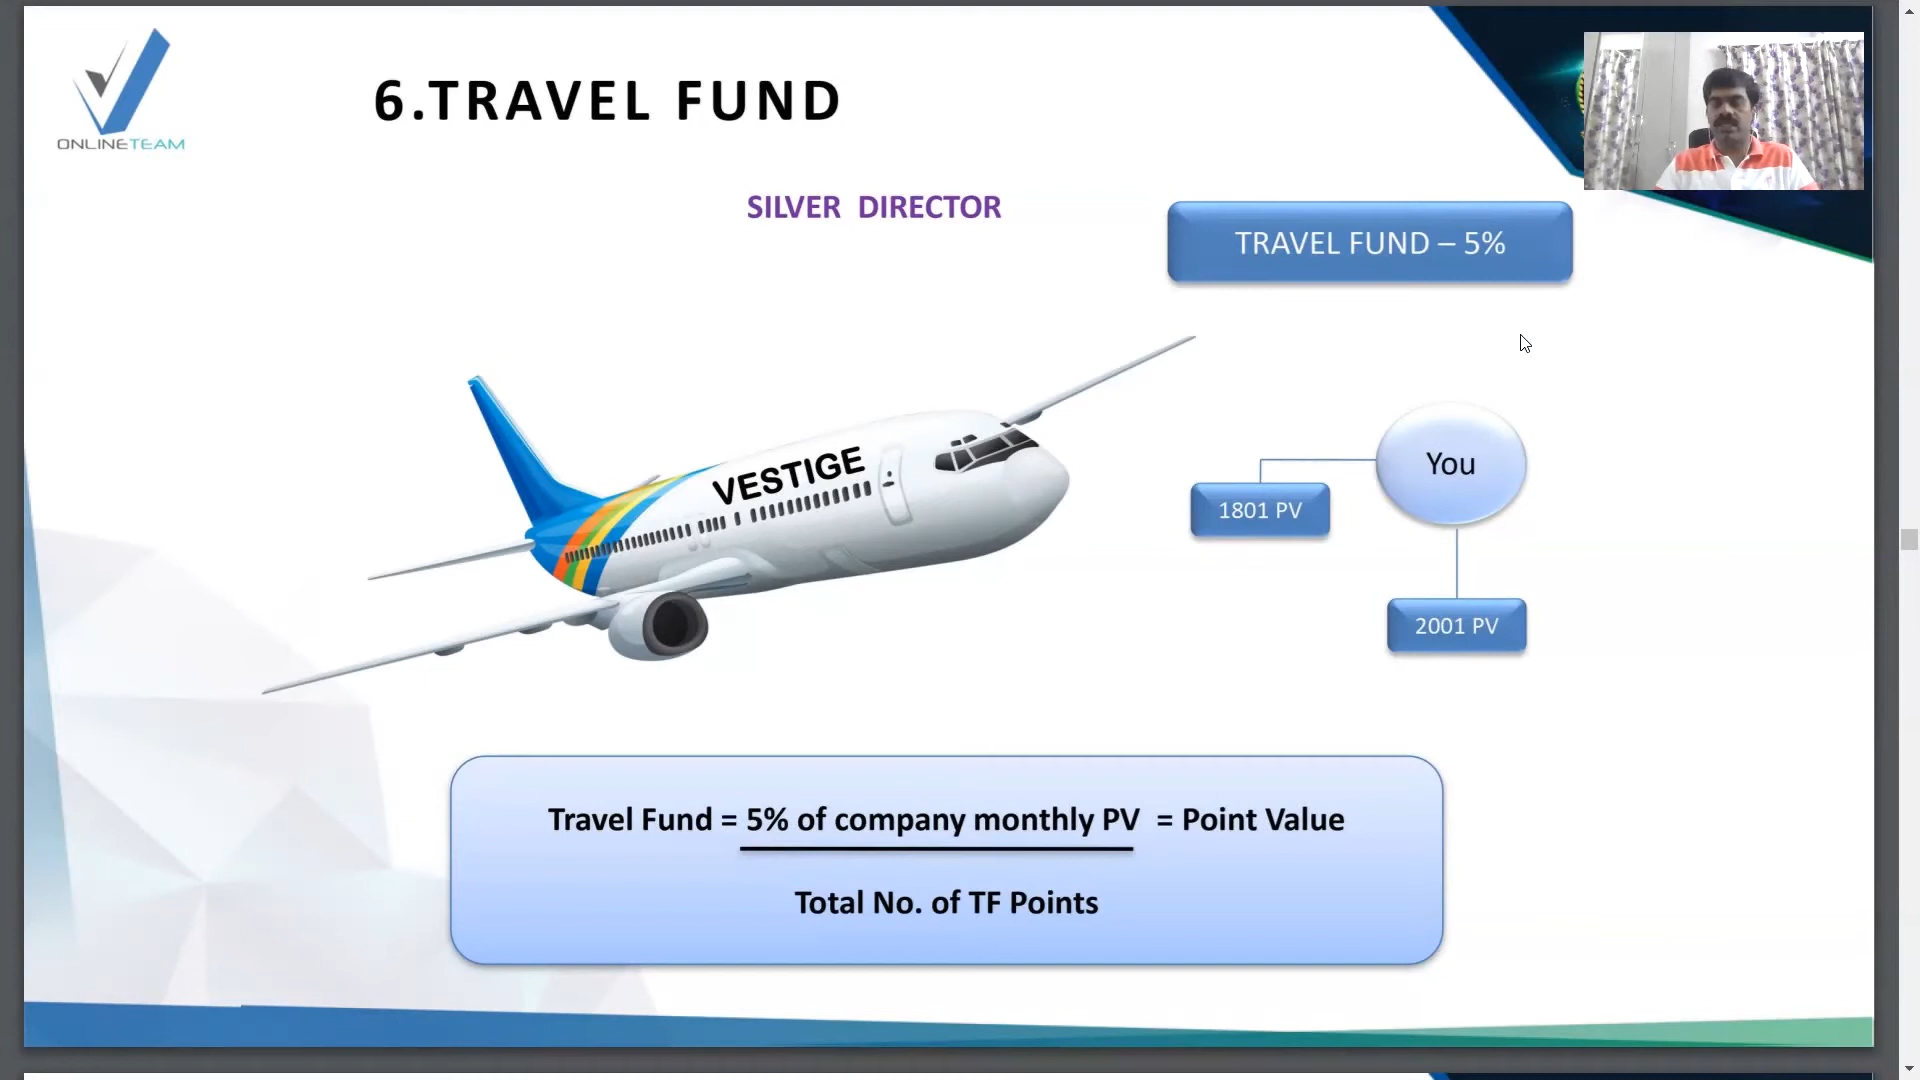 ONLINETEAM
6.TRAVEL FUND
SILVER DIRECTOR
TRAVEL FUND – 5%
VESTIGE
You
1801 PV
2001 PV
Travel Fund = 5% of company monthly PV = Point Value
Total No. of TF Points